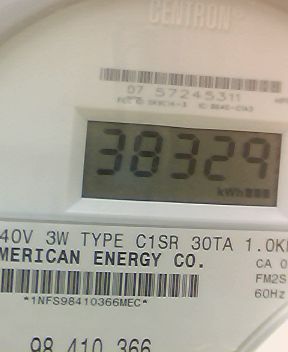 CENTRON
07 57245311
38329
kWh
40V 3W TYPE C1SR 30TA 1.0K
MERICAN ENERGY CO.
CA 0
FM2S
60Hz
*1NFS98410366MEC*
98 410 366